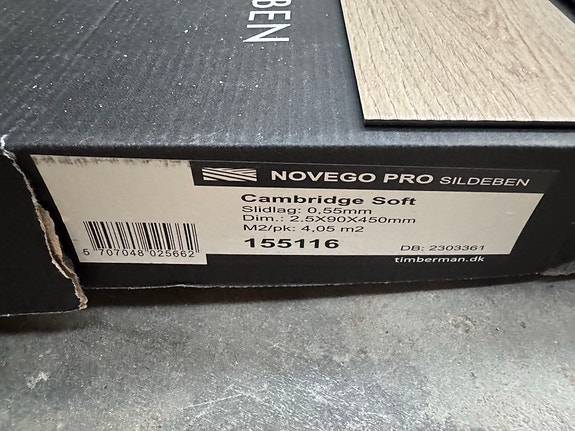 BEN
NOVEGO PRO SILDEBEN
Cambridge Soft
Slidlag: 0,55mm
Dim.: 2.5X90X450mm
M2/pk: 4,05 m2
155116
DB: 2303361
timberman.dk
5 707048 025662